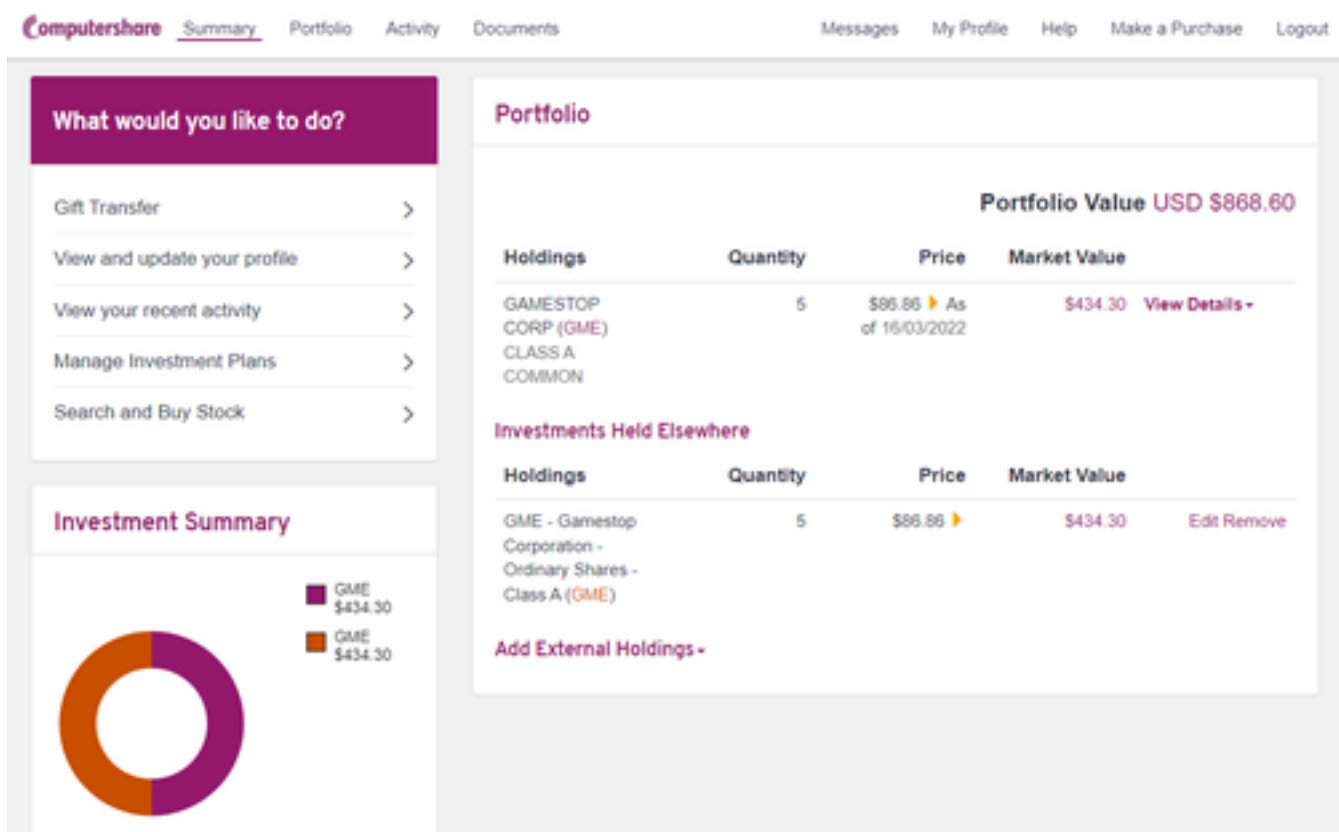 Computershare Summary Portfolio Activity Documents Messages My Profile Help Make a Purchase Logout
What would you like to do?
Gift Transfer
View and update your profile
View your recent activity
Manage Investment Plans
Search and Buy Stock
Investment Summary
GME
$434.30
GME
$434.30
Portfolio
Portfolio Value USD $868.60
Holdings Quantity Price Market Value
GAMESTOP 5 $86.86 As $434.30 View Details
CORP (GME) of 16/03/2022
CLASS A
COMMON
Investments Held Elsewhere
Holdings Quantity Price Market Value
GME - Gamestop 5 $86.86 $434.30 Edit Remove
Corporation -
Ordinary Shares -
Class A (GME)
Add External Holdings